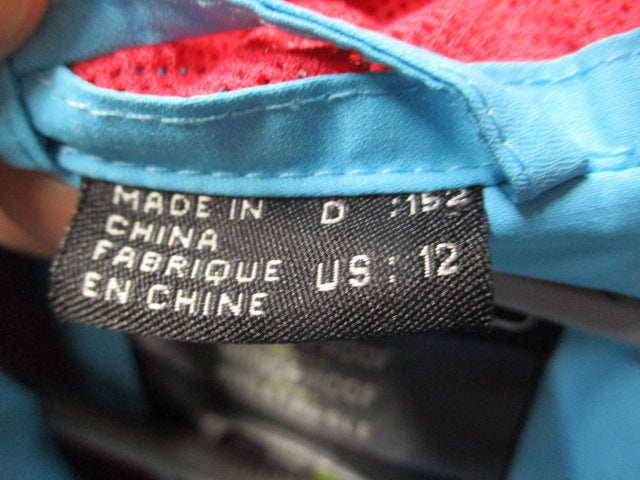 MADE IN
CHINA
FABRIQUE
EN CHINE
D :152
US: 12